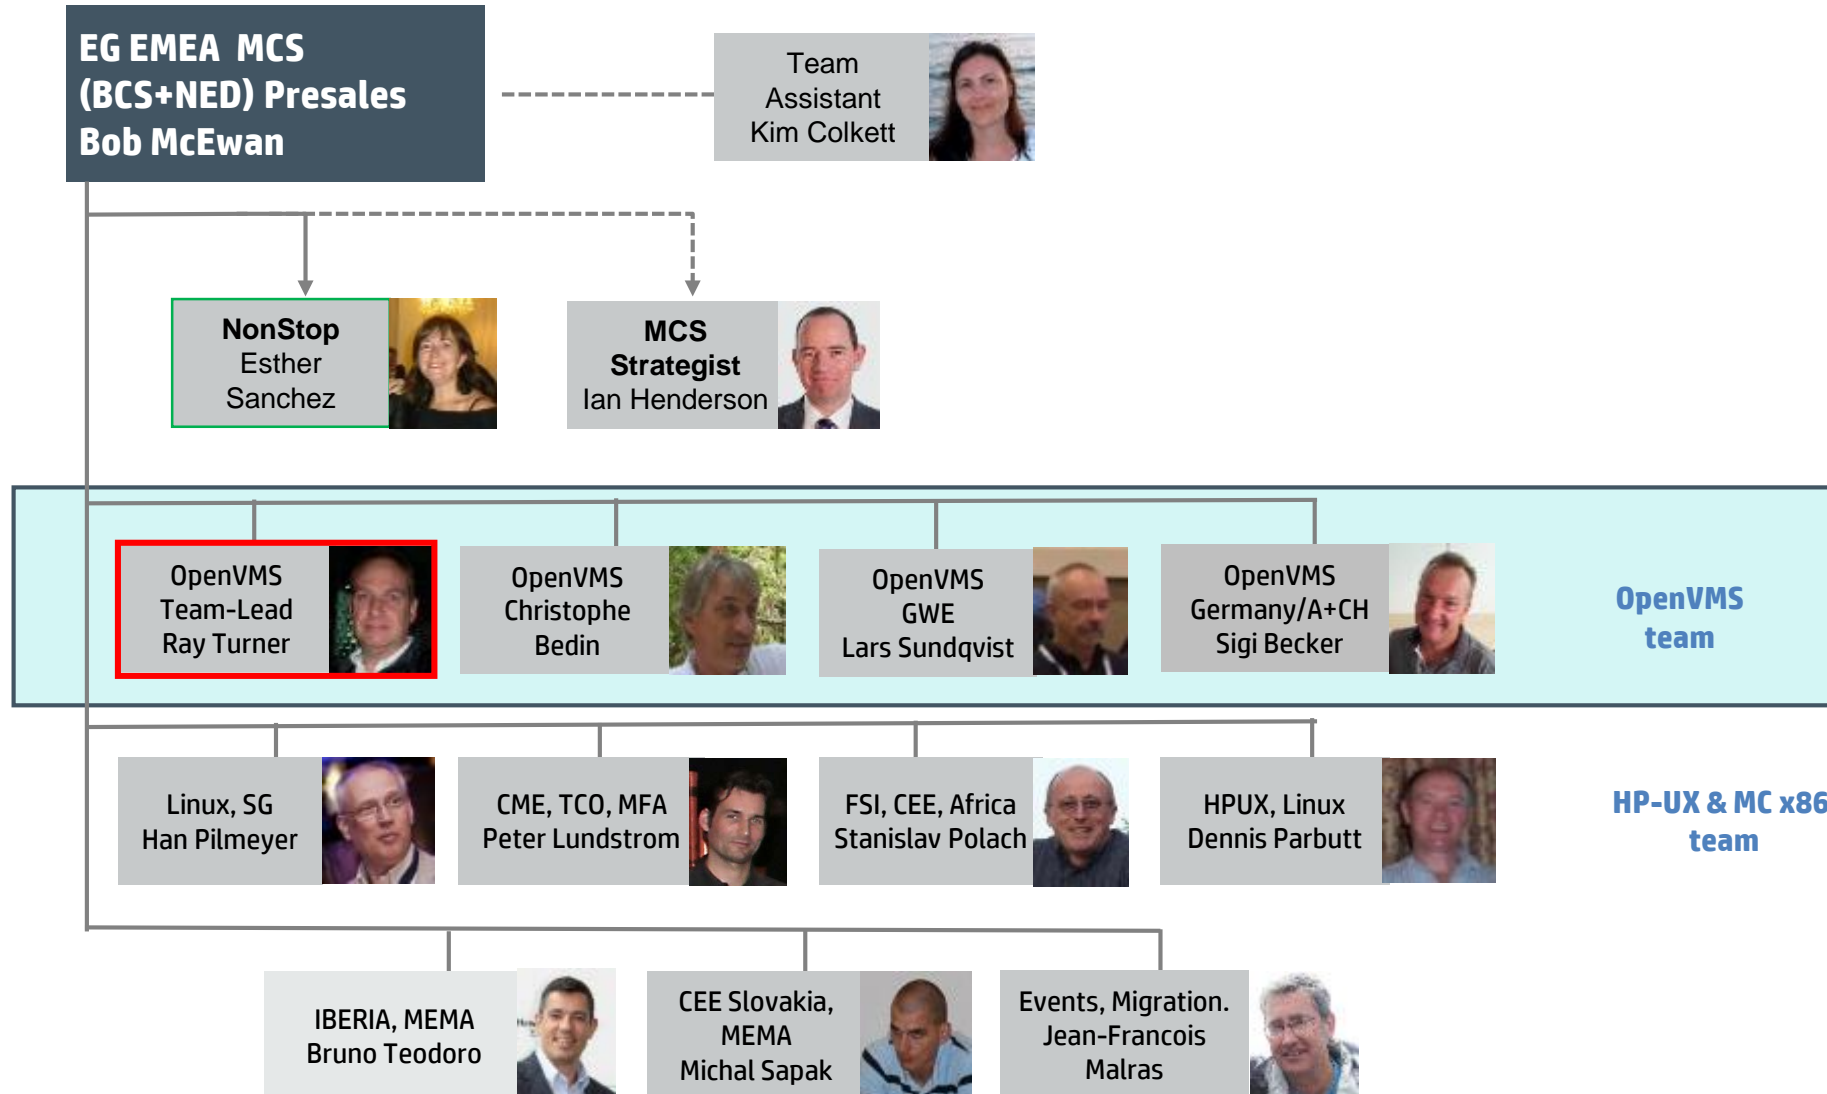 EG EMEA MCS
(BCS+NED) Presales
Bob McEwan
Team
Assistant
Kim Colkett
NonStop
Esther
Sanchez
MCS
Strategist
Ian Henderson
OpenVMS
Team-Lead
Ray Turner
OpenVMS
Christophe
Bedin
OpenVMS
GWE
Lars Sundqvist
OpenVMS
Germany/A+CH
Sigi Becker
OpenVMS
team
Linux, SG
Han Pilmeyer
CME, TCO, MFA
Peter Lundstrom
FSI, CEE, Africa
Stanislav Polach
HPUX, Linux
Dennis Parbutt
HP-UX & MC x86
team
IBERIA, MEMA
Bruno Teodoro
CEE Slovakia,
MEMA
Michal Sapak
Events, Migration.
Jean-Francois
Malras